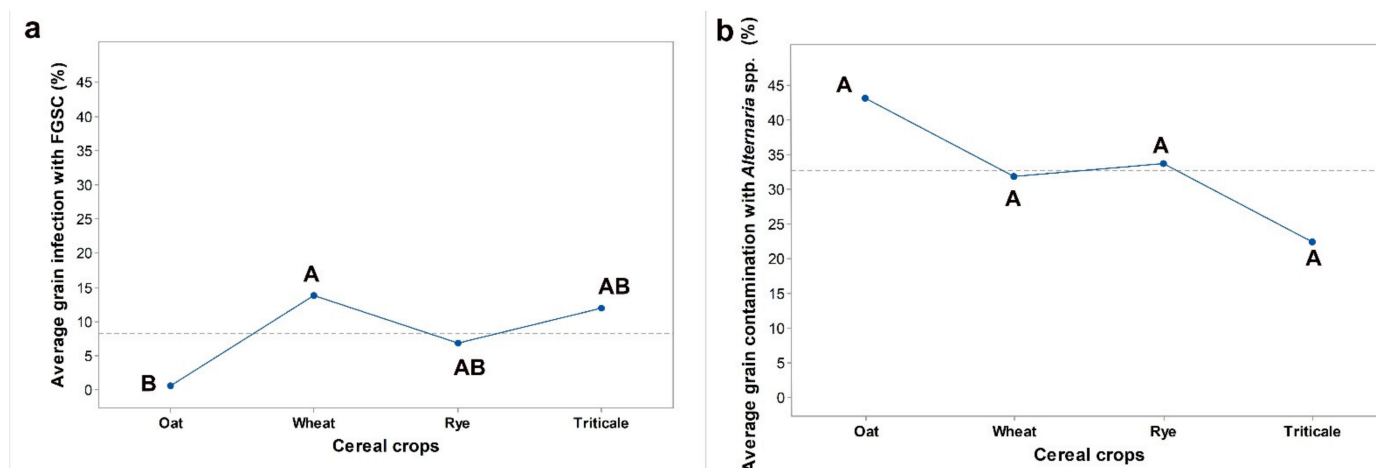 a
Average grain infection with FGSC (%)
45
40
35
30
25
20
15
10
5
0
B
A
AB
AB
Oat Wheat Rye Triticale
Cereal crops
b
Average grain contamination with Alternaria spp. (%)
45
40
35
30
25
20
15
10
5
0
A
A
A
A
Oat Wheat Rye Triticale
Cereal crops